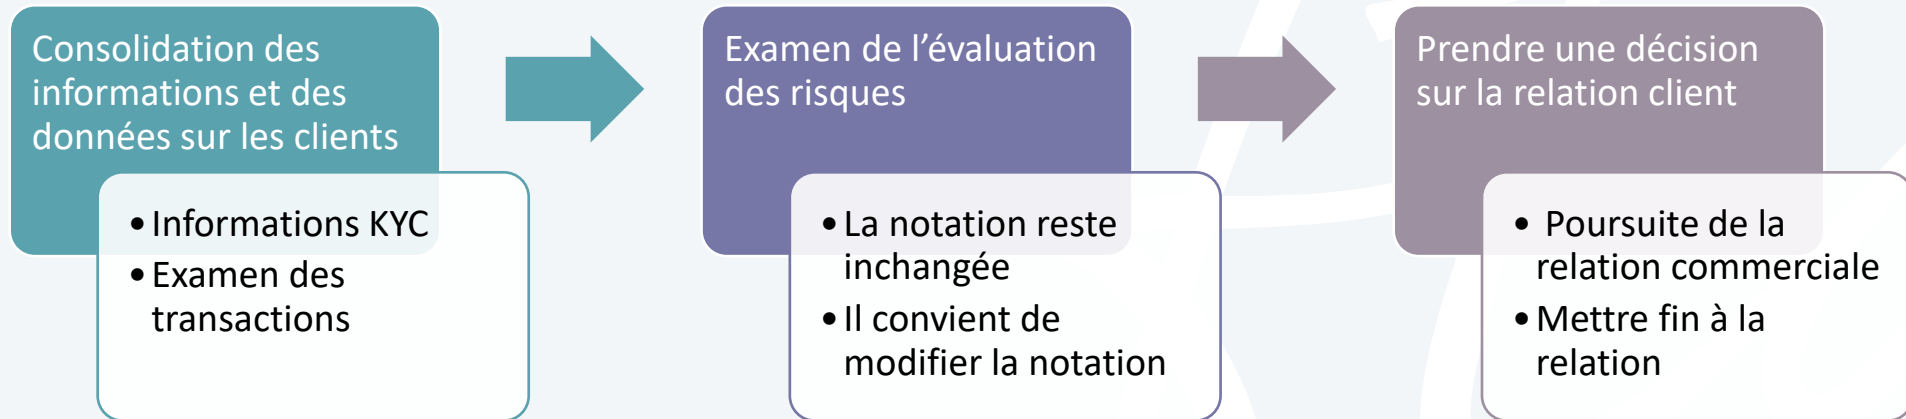 Consolidation des
informations et des
données sur les clients
• Informations KYC
• Examen des
transactions
Examen de l’évaluation
des risques
• La notation reste
inchangée
• Il convient de
modifier la notation
Prendre une décision
sur la relation client
• Poursuite de la
relation commerciale
• Mettre fin à la
relation